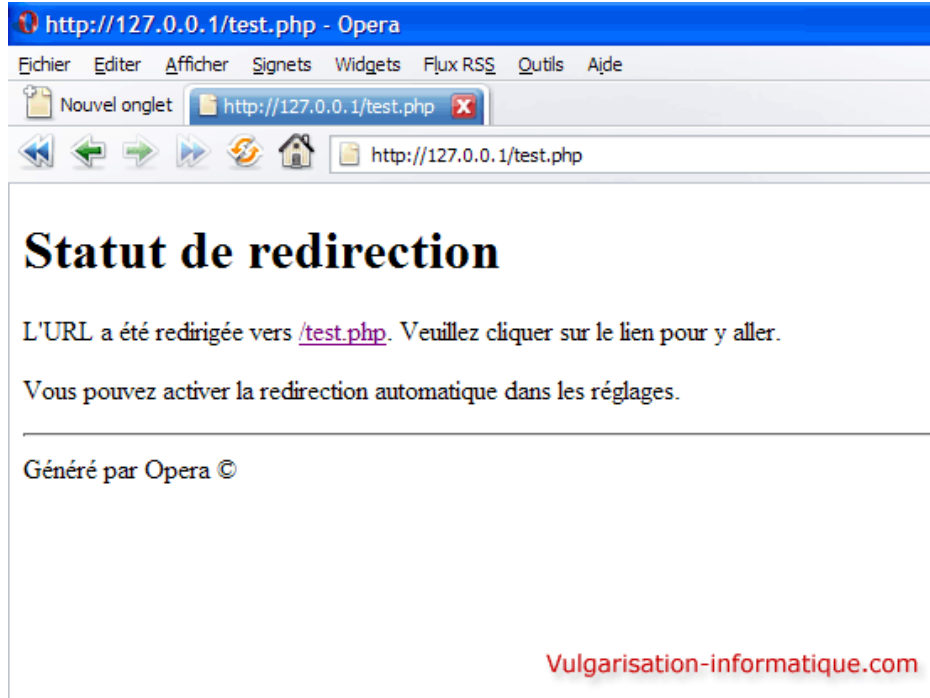 http://127.0.0.1/test.php - Opera
Fichier Editer Afficher Signets Widgets Flux RSS Outils Aide
Nouvel onglet http://127.0.0.1/test.php
http://127.0.0.1/test.php
Statut de redirection
L'URL a été redirigée vers /test.php. Veuillez cliquer sur le lien pour y aller.
Vous pouvez activer la redirection automatique dans les réglages.
Généré par Opera ©
Vulgarisation-informatique.com